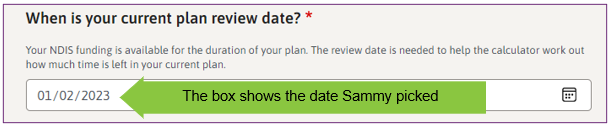 When is your current plan review date? *
Your NDIS funding is available for the duration of your plan. The review date is needed to help the calculator work out
how much time is left in your current plan.
01/02/2023 The box shows the date Sammy picked